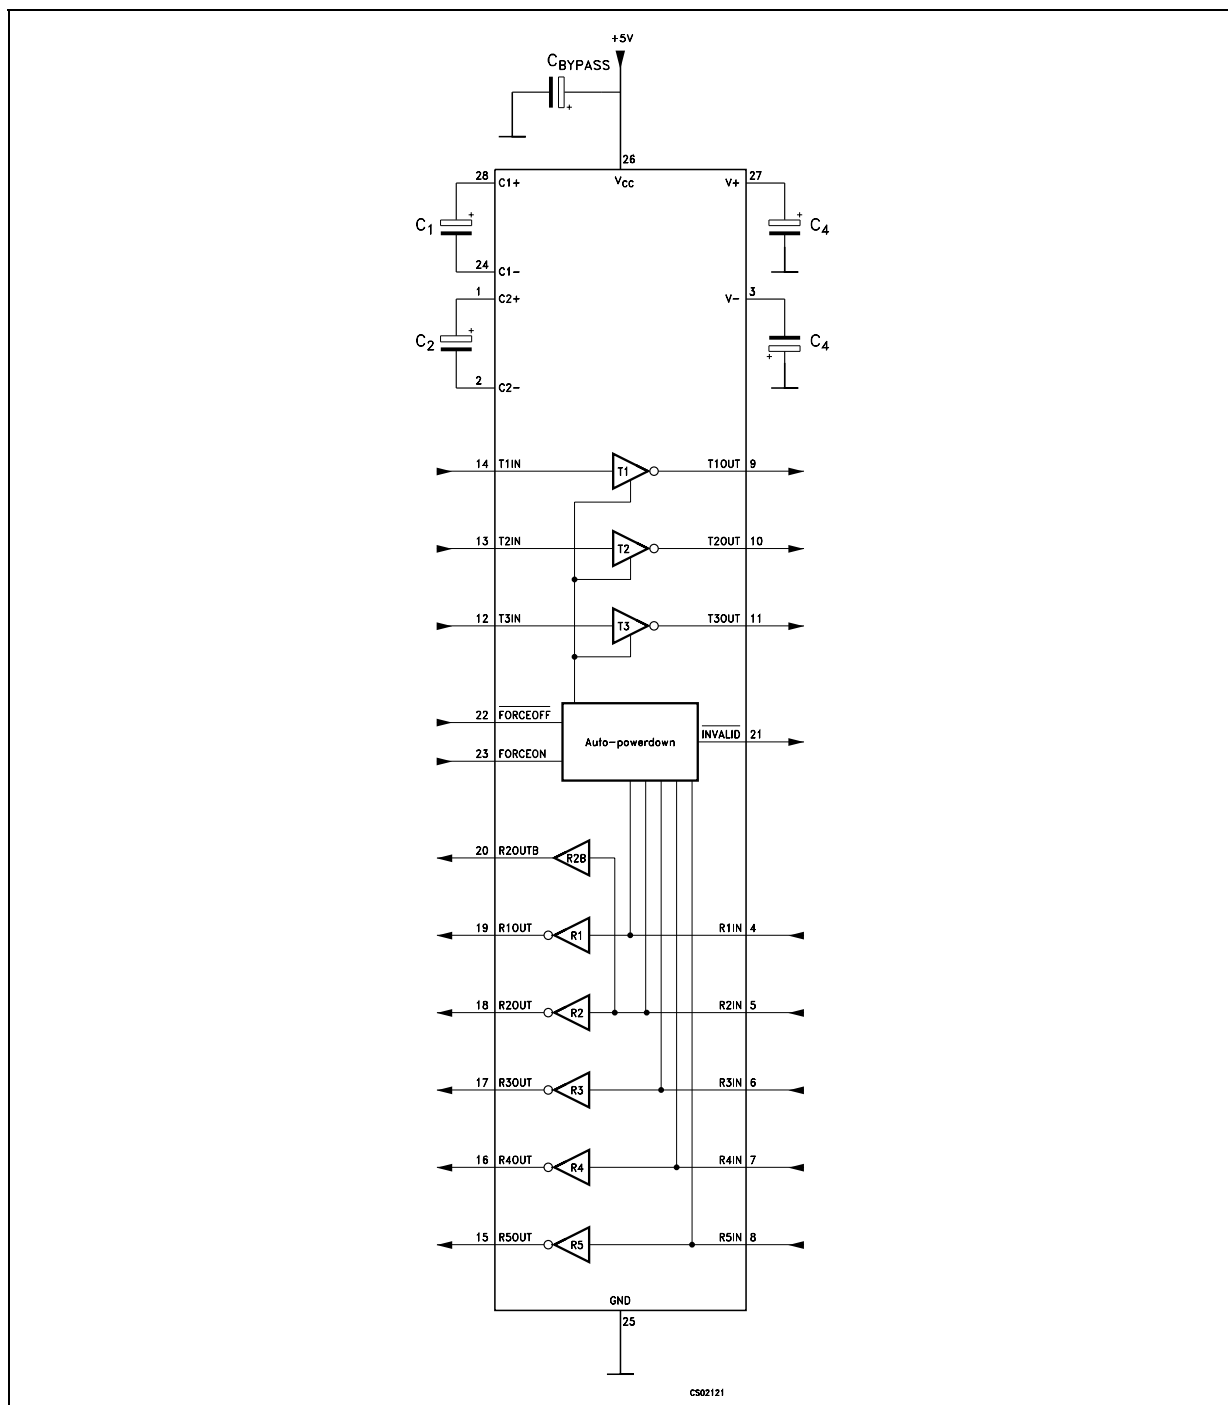 +5V
CBYPASS
26
28 C1+ VCC V+ 27
C1 C4
24 C1-
1 C2+ V- 3
C2 C4
2 C2-
14 T1IN T1 T1OUT 9
13 T2IN T2 T2OUT 10
12 T3IN T3 T3OUT 11
22 FORCEOFF
Auto-powerdown INVALID 21
23 FORCEON
20 R2OUTB R2B
19 R1OUT R1 R1IN 4
18 R2OUT R2 R2IN 5
17 R3OUT R3 R3IN 6
16 R4OUT R4 R4IN 7
15 R5OUT R5 R5IN 8
GND
25
CS02121